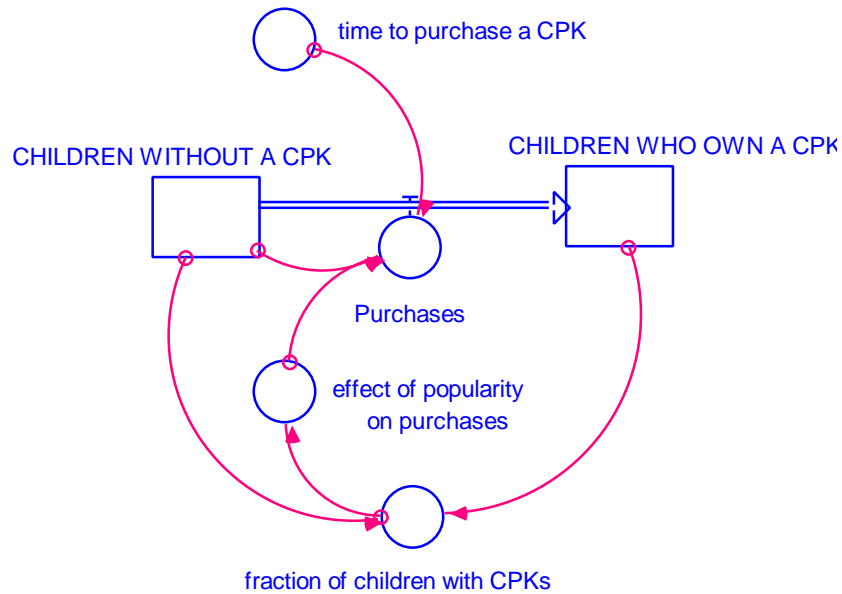 time to purchase a CPK
CHILDREN WITHOUT A CPK
CHILDREN WHO OWN A CPK
Purchases
effect of popularity
on purchases
fraction of children with CPKs